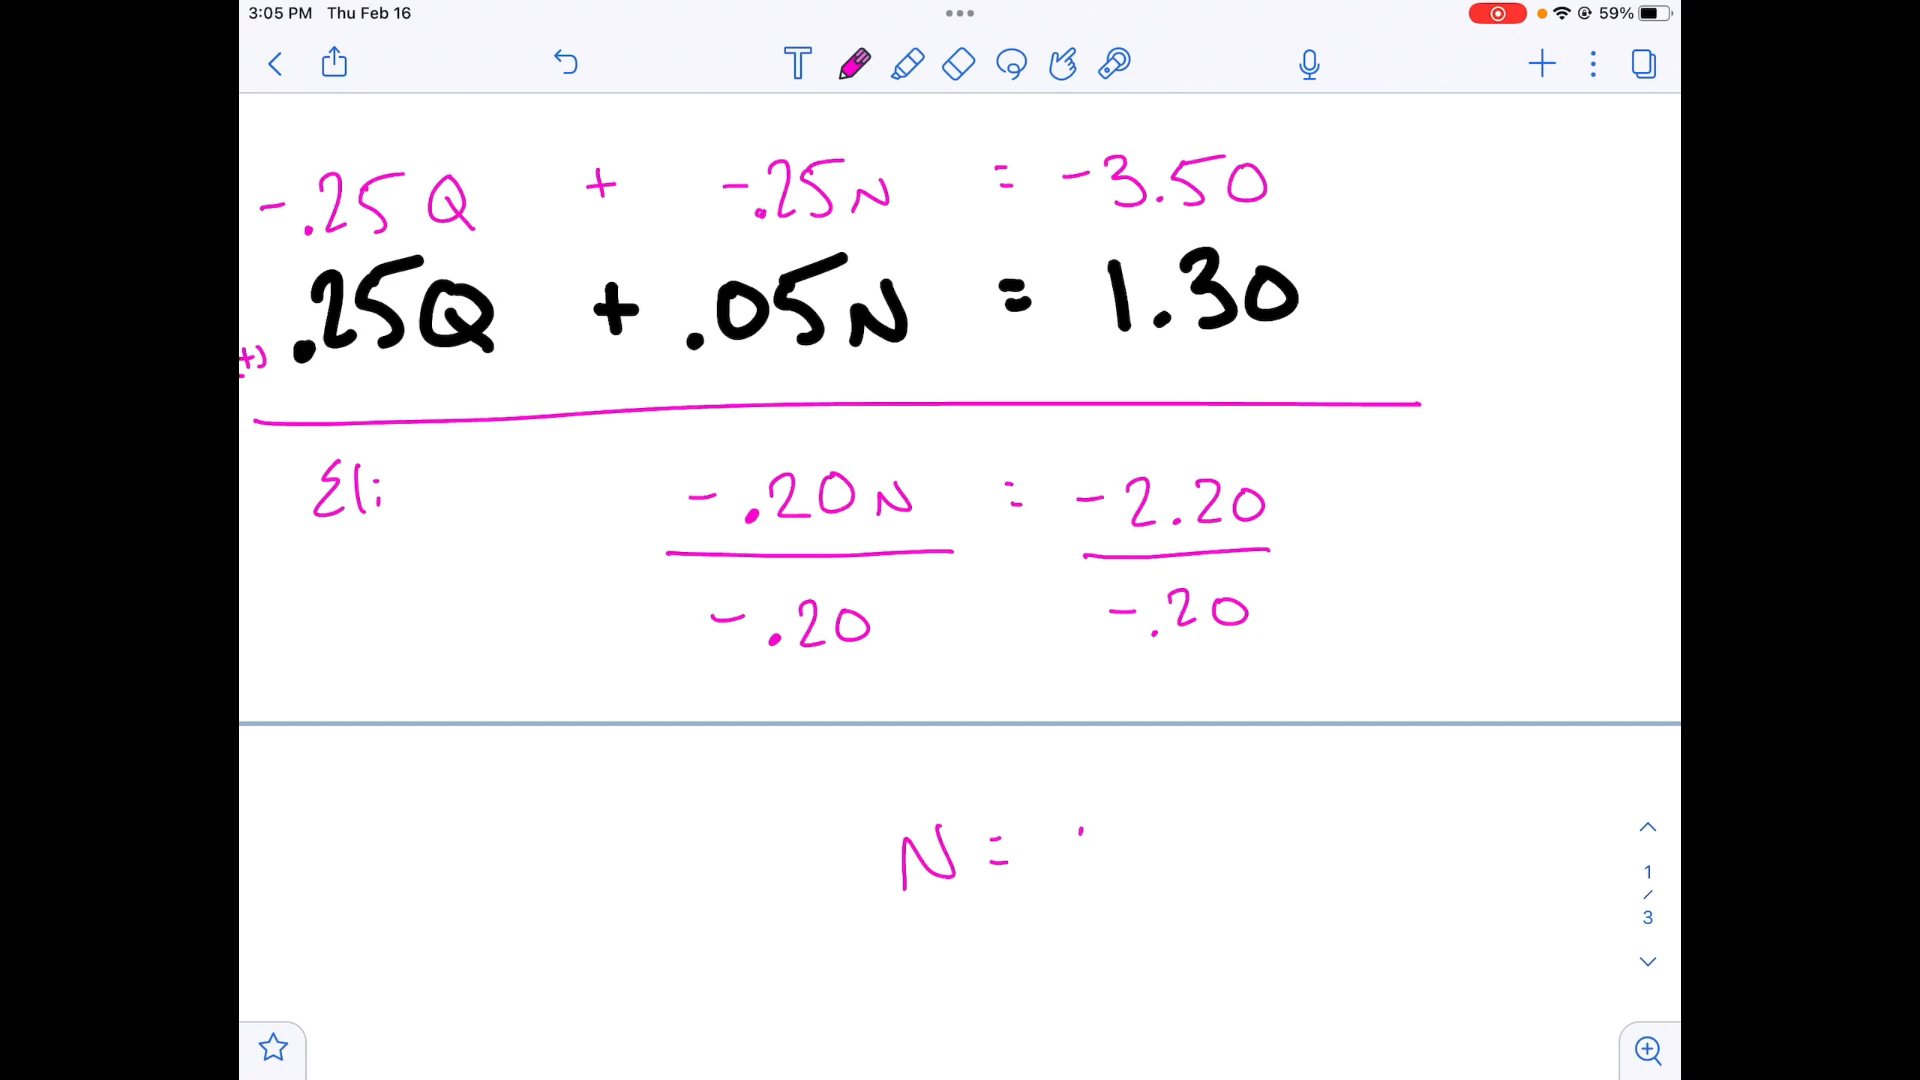 3:05 PM Thu Feb 16
59%
T
-.25Q + -.25N = -3.50
.25Q + .05N = 1.30
(+)
Eli -.20N = -2.20
-.20 -.20
N =
1
/
3